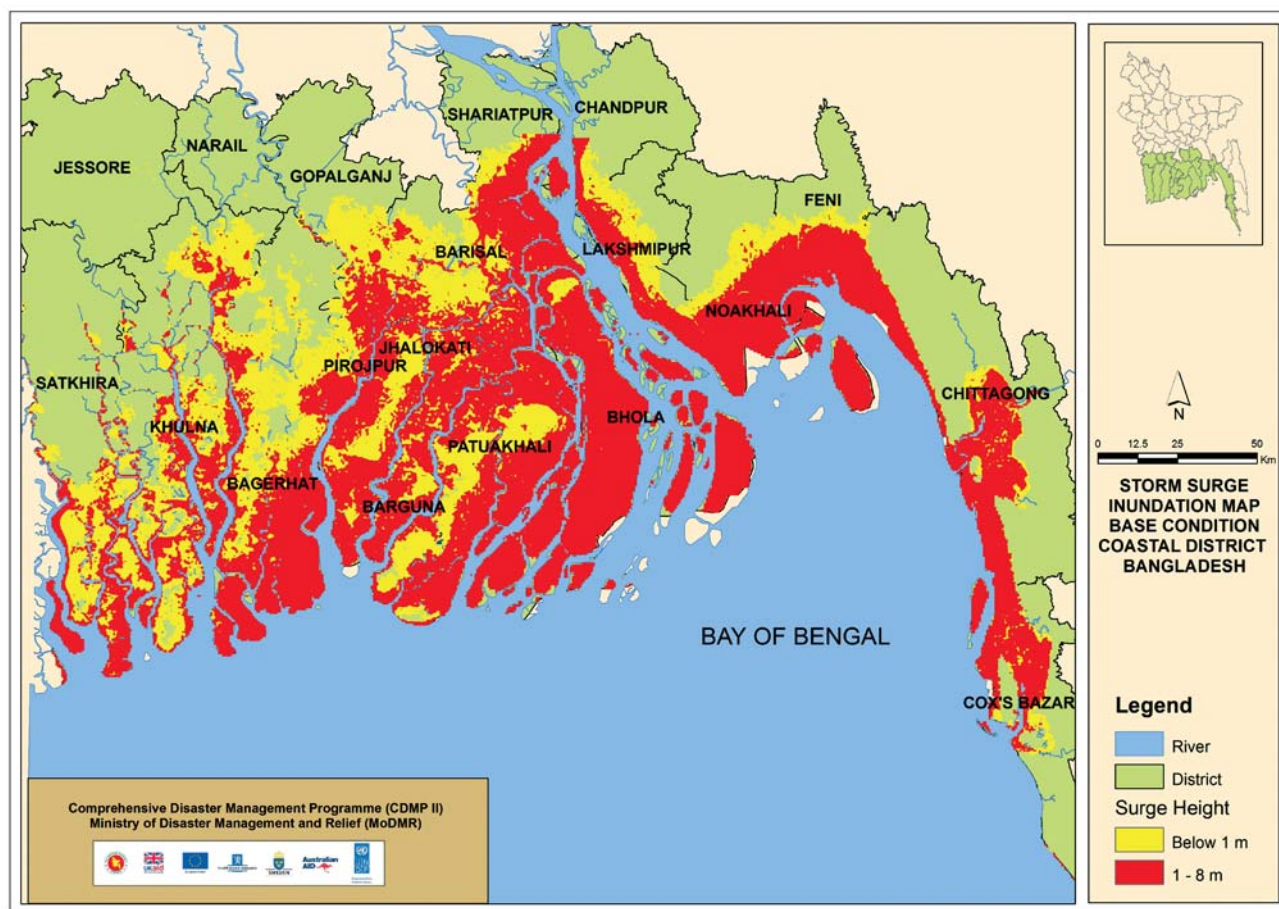 SHARIATPUR
CHANDPUR
NARAIL
JESSORE
GOPALGANJ
FENI
BARISAL
LAKSHMIPUR
NOAKHALI
JHALOKATI
PIROJPUR
SATKHIRA
CHITTAGONG
KHULNA
BHOLA
PATUAKHALI
BAGERHAT
BARGUNA
BAY OF BENGAL
COX'S BAZAR
Comprehensive Disaster Management Programme (CDMP II)
Ministry of Disaster Management and Relief (MoDMR)
UKaid
SWEDEN
Australian
AID
N
0 12.5 25 50
Km
STORM SURGE
INUNDATION MAP
BASE CONDITION
COASTAL DISTRICT
BANGLADESH
Legend
River
District
Surge Height
Below 1 m
1 - 8 m